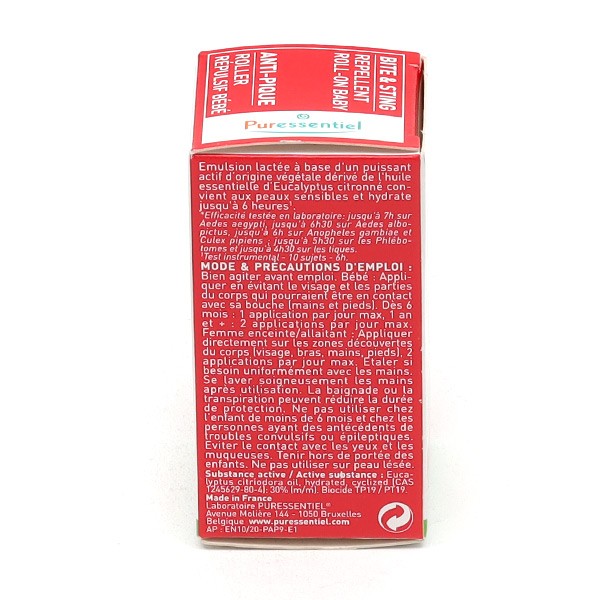 BITE & STING
REPELLENT
ROLL-ON BABY
ANTI-PIQUE
ROLLER
RÉPULSIF BÉBÉ
Puressentiel
Emulsion lactée à base d'un puissant
actif d'origine végétale dérivé de l'huile
essentielle d'Eucalyptus citronné con-
vient aux peaux sensibles et hydrate
jusqu'à 6 heures¹.
*Efficacité testée en laboratoire: jusqu'à 7h sur
Aedes aegypti, jusqu'à 6h30 sur Aedes albo-
pictus, jusqu'à 6h sur Anopheles gambiae et
Culex pipiens ; jusqu'à 5h30 sur les Phlébo-
tomes et jusqu'à 4h30 sur les tiques.
¹Test instrumental - 10 sujets - 6h.
MODE & PRÉCAUTIONS D'EMPLOI :
Bien agiter avant emploi. Bébé : Appli-
quer en évitant le visage et les parties
du corps qui pourraient être en contact
avec sa bouche (mains et pieds). Dès 6
mois : 1 application par jour max, 1 an
et + : 2 applications par jour max.
Femme enceinte/allaitant : Appliquer
directement sur les zones découvertes
du corps (visage, bras, mains, pieds), 2
applications par jour max. Etaler si
besoin uniformément avec les mains.
Se laver soigneusement les mains
après utilisation. La baignade ou la
transpiration peuvent réduire la durée
de protection. Ne pas utiliser chez
l'enfant de moins de 6 mois et chez les
personnes ayant des antécédents de
troubles convulsifs ou épileptiques.
Eviter le contact avec les yeux et les
muqueuses. Tenir hors de portée des
enfants. Ne pas utiliser sur peau lésée.
Substance active / Active substance : Euca-
lyptus citriodora oil, hydrated, cyclized (CAS
1245629-80-4): 30% (m/m). Biocide TP19 / PT19.
Made in France
Laboratoire PURESSENTIEL®
Avenue Molière 144 - 1050 Bruxelles
Belgique www.puressentiel.com
AP : EN10/20-PAP9-E1